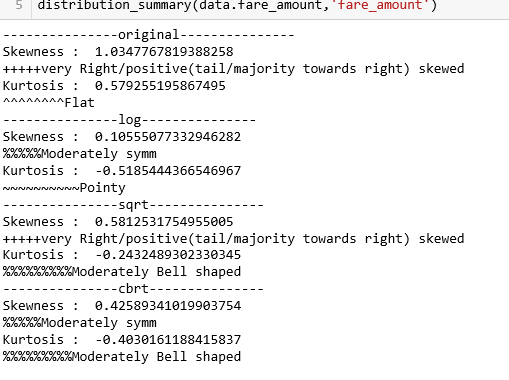 5 distribution_summary(data.fare_amount,'fare_amount')
---------------original---------------
Skewness :  1.0347767819388258
+++++very Right/positive(tail/majority towards right) skewed
Kurtosis :  0.579255195867495
^^^^^^^^Flat
---------------log---------------
Skewness :  0.10555077332946282
%%%%%Moderately symm
Kurtosis :  -0.5185444366546967
~~~~~~~~~~Pointy
---------------sqrt---------------
Skewness :  0.5812531754955005
+++++very Right/positive(tail/majority towards right) skewed
Kurtosis :  -0.2432489302330345
%%%%%%%%%Moderately Bell shaped
---------------cbrt---------------
Skewness :  0.42589341019903754
%%%%%Moderately symm
Kurtosis :  -0.4030161188415837
%%%%%%%%%Moderately Bell shaped